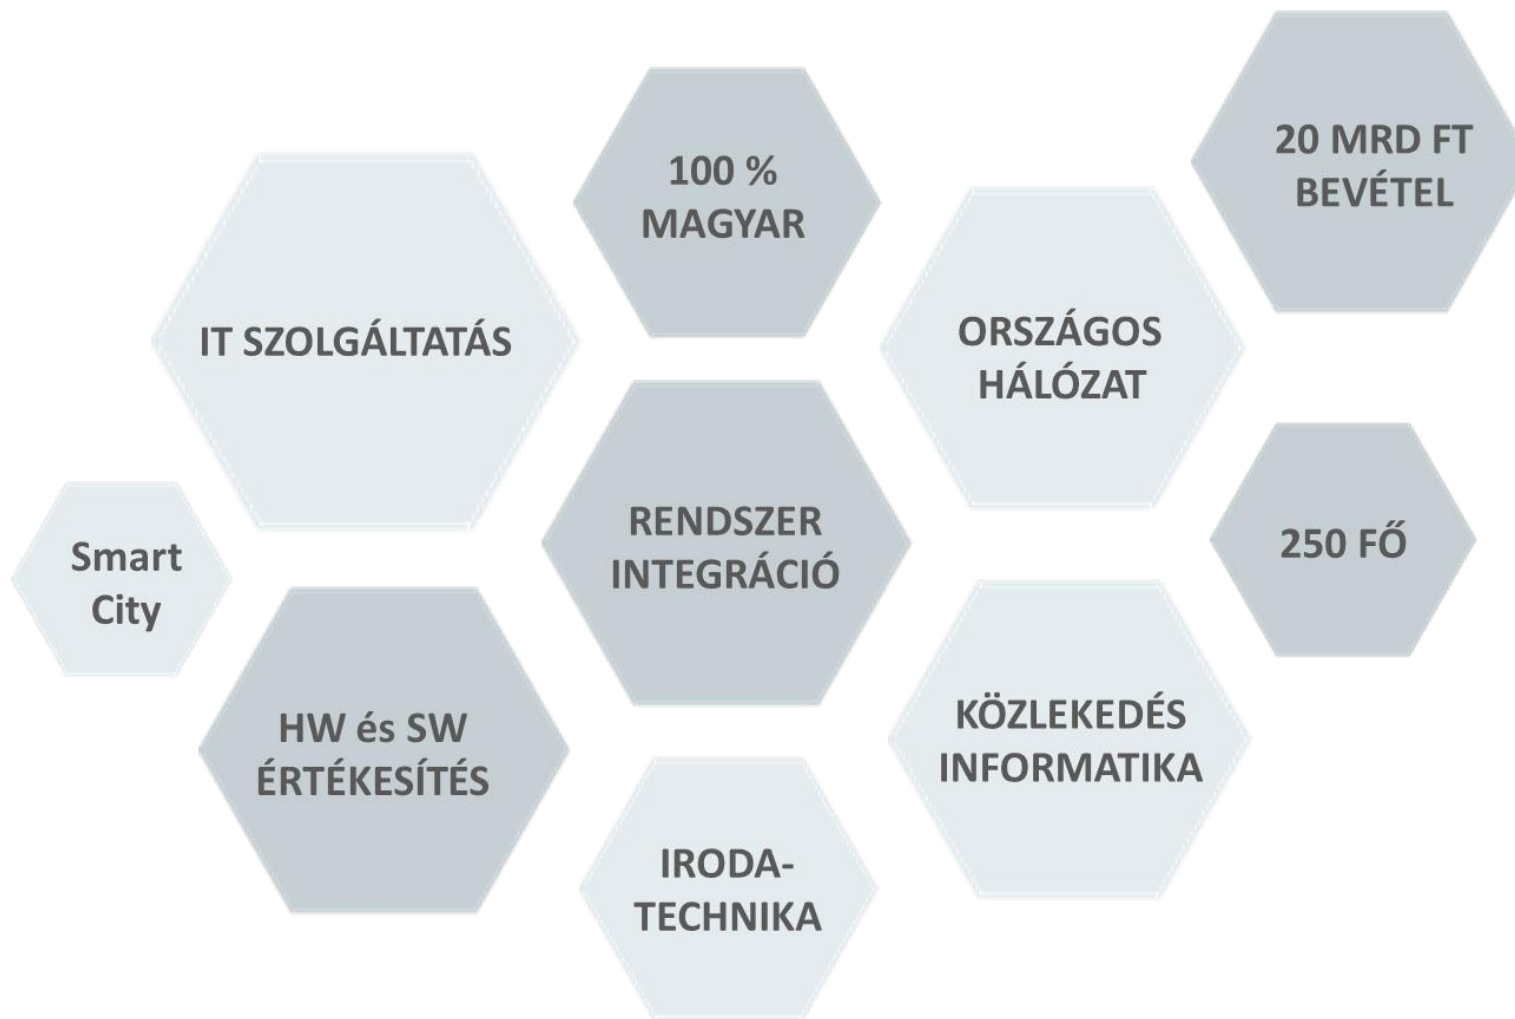 20 MRD FT
BEVÉTEL
100 %
MAGYAR
IT SZOLGÁLTATÁS
ORSZÁGOS
HÁLÓZAT
RENDSZER
INTEGRÁCIÓ
250 FŐ
Smart
City
HW és SW
ÉRTÉKESÍTÉS
KÖZLEKEDÉS
INFORMATIKA
IRODA-
TECHNIKA